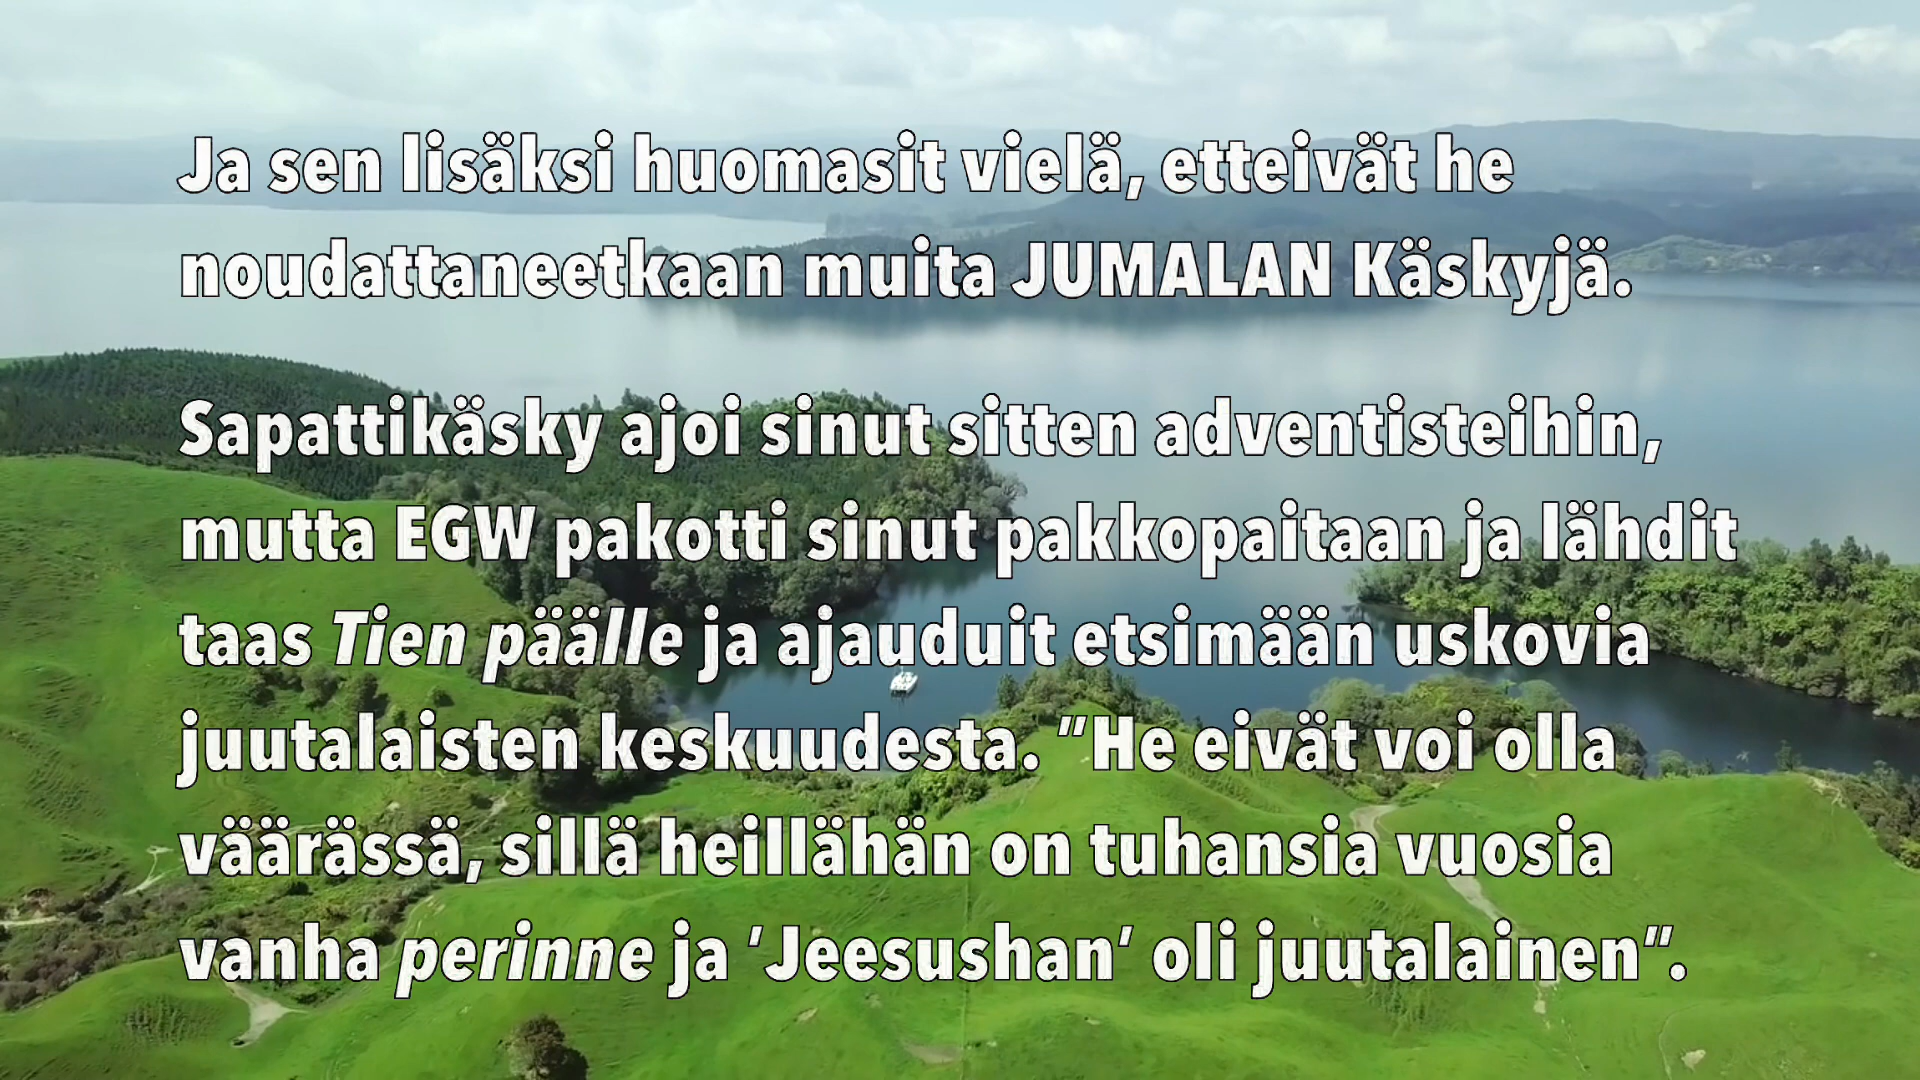 Ja sen lisäksi huomasit vielä, etteivät he
noudattaneetkaan muita JUMALAN Käskyjä.
Sapattikäsky ajoi sinut sitten adventisteihin,
mutta EGW pakotti sinut pakkopaitaan ja lähdit
taas Tien päälle ja ajauduit etsimään uskovia
juutalaisten keskuudesta. ”He eivät voi olla
väärässä, sillä heillähän on tuhansia vuosia
vanha perinne ja ’Jeesushan’ oli juutalainen”.